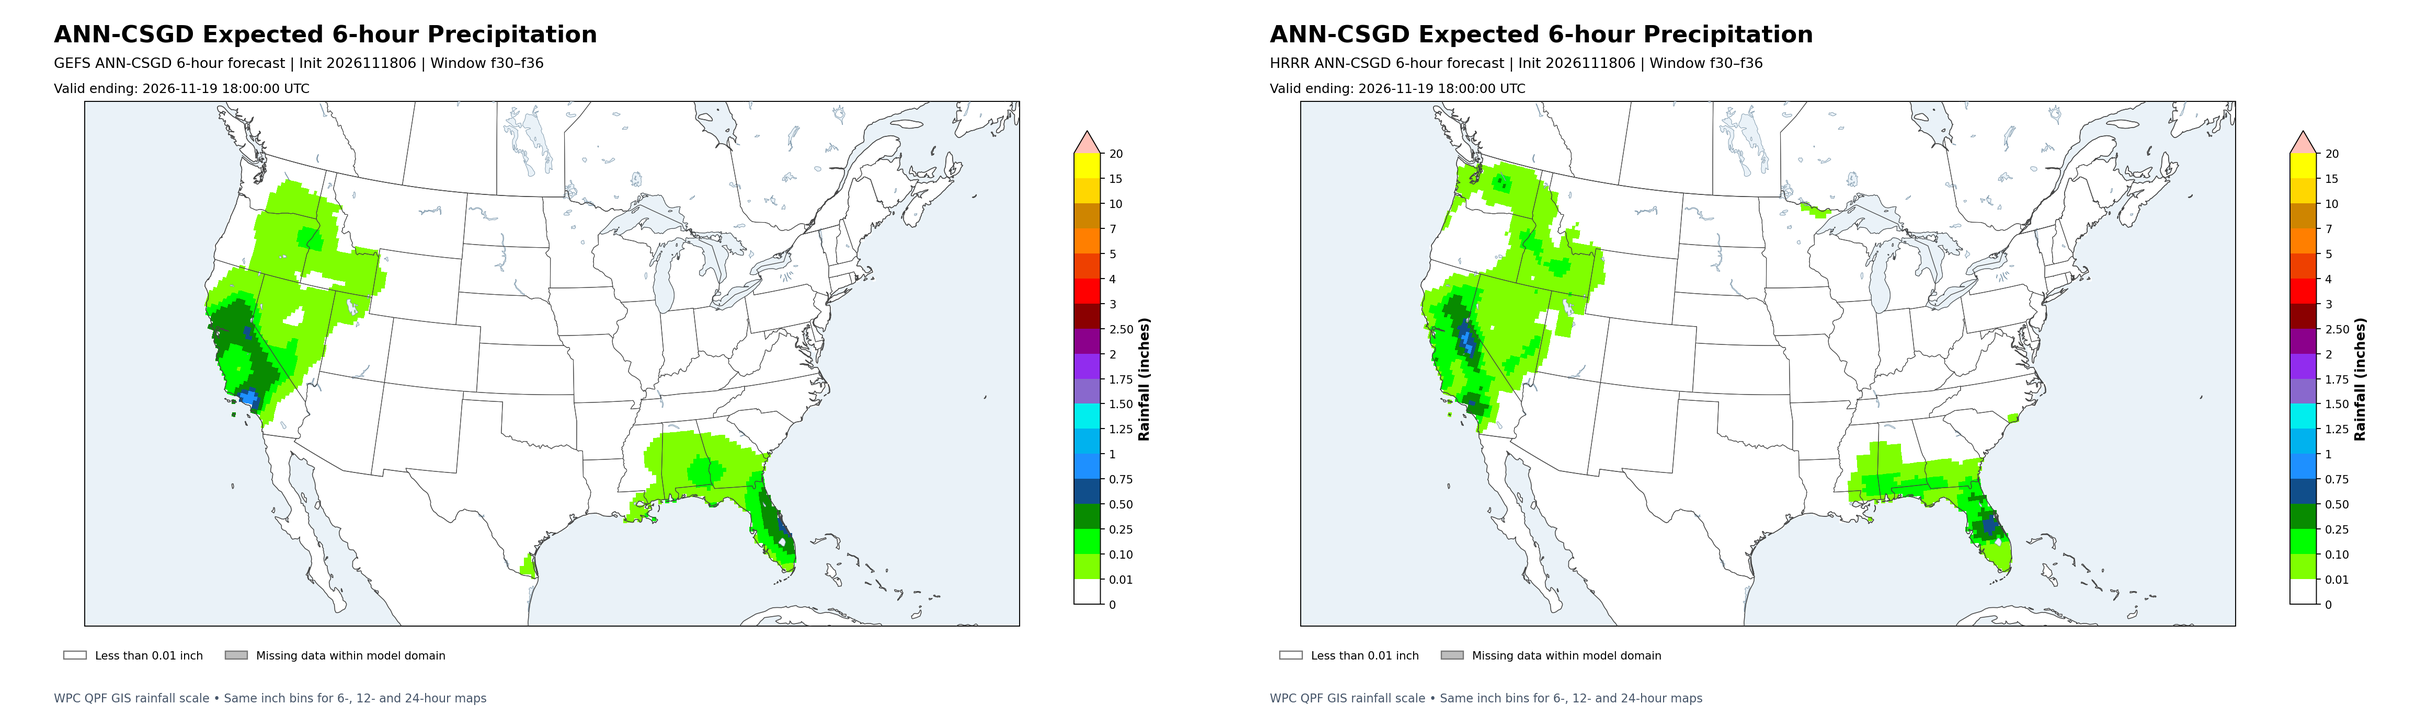 ANN-CSGD Expected 6-hour Precipitation
GEFS ANN-CSGD 6-hour forecast | Init 2026111806 | Window f30–f36
Valid ending: 2026-11-19 18:00:00 UTC
20
15
10
7
5
4
3
2.50
2
1.75
1.50
1.25
1
0.75
0.50
0.25
0.10
0.01
0
Rainfall (inches)
Less than 0.01 inch
Missing data within model domain
WPC QPF GIS rainfall scale • Same inch bins for 6-, 12- and 24-hour maps
ANN-CSGD Expected 6-hour Precipitation
HRRR ANN-CSGD 6-hour forecast | Init 2026111806 | Window f30–f36
Valid ending: 2026-11-19 18:00:00 UTC
20
15
10
7
5
4
3
2.50
2
1.75
1.50
1.25
1
0.75
0.50
0.25
0.10
0.01
0
Rainfall (inches)
Less than 0.01 inch
Missing data within model domain
WPC QPF GIS rainfall scale • Same inch bins for 6-, 12- and 24-hour maps